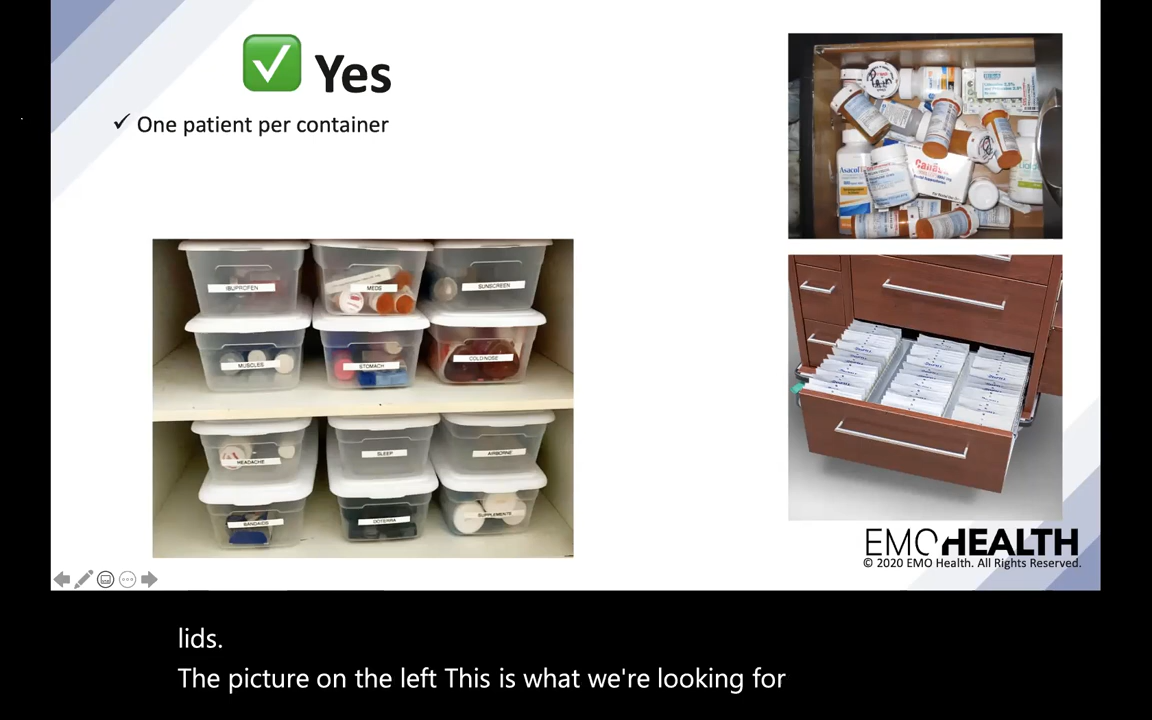 Yes
✓ One patient per container
IBUPROFEN
MEDS
SUNSCREEN
MUSCLES
STOMACH
COLD/NOSE
HEADACHE
SLEEP
AIRBORNE
BANDAIDS
DOTERRA
SUPPLEMENTS
Asacol
Canasa
EMO HEALTH
© 2020 EMO Health. All Rights Reserved.
lids.
The picture on the left This is what we're looking for